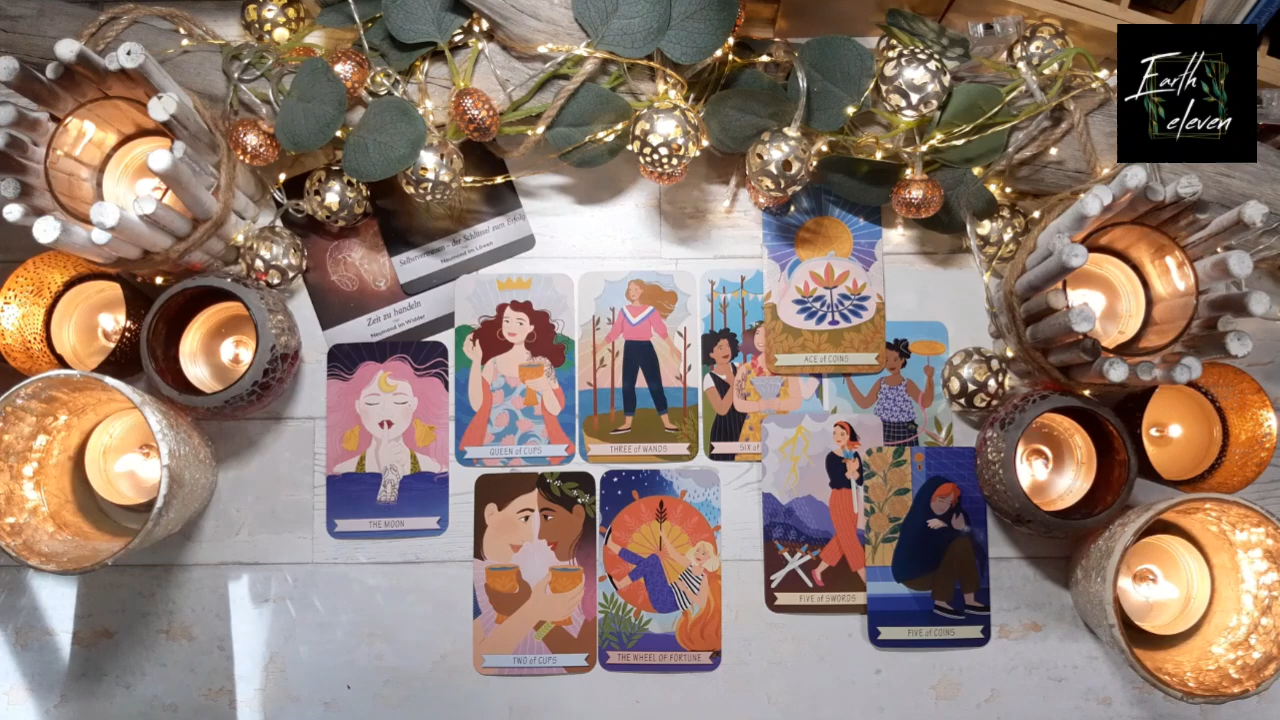 Earth
eleven
Selbstvertrauen - der Schlüssel zum Erfolg
Neumond im Löwen
Zeit zu handeln
Neumond im Widder
ACE of COINS
QUEEN of CUPS
THREE of WANDS
SIX of
THE MOON
FIVE of SWORDS
FIVE of COINS
TWO of CUPS
THE WHEEL OF FORTUNE